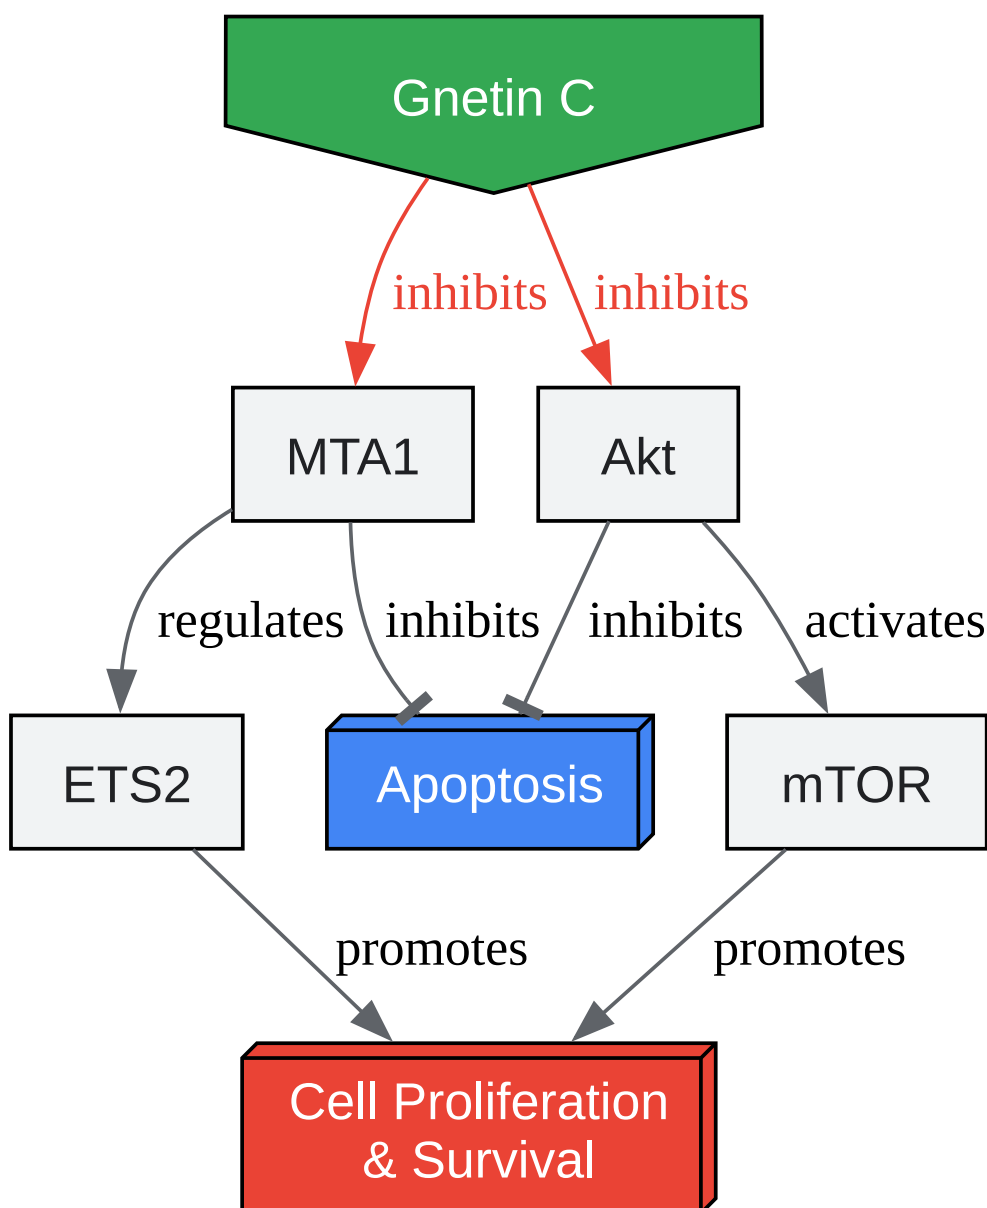 Gnetin C
inhibits
inhibits
MTA1
Akt
regulates
inhibits
inhibits
activates
ETS2
Apoptosis
mTOR
promotes
promotes
Cell Proliferation
& Survival